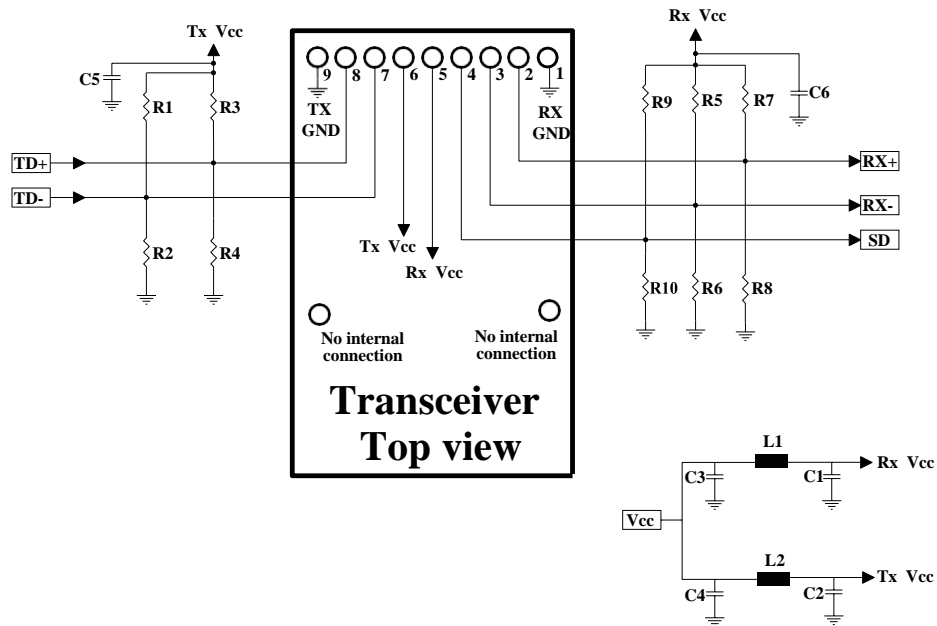 Tx Vcc
Rx Vcc
9 8 7 6 5 4 3 2 1
C5
R1 R3
TX
GND
RX
GND
R9 R5 R7
C6
TD+
RX+
TD-
RX-
Tx Vcc
SD
R2 R4
Rx Vcc
R10 R6 R8
No internal
connection
No internal
connection
Transceiver
Top view
L1
C3 C1
Rx Vcc
Vcc
L2
Tx Vcc
C4 C2